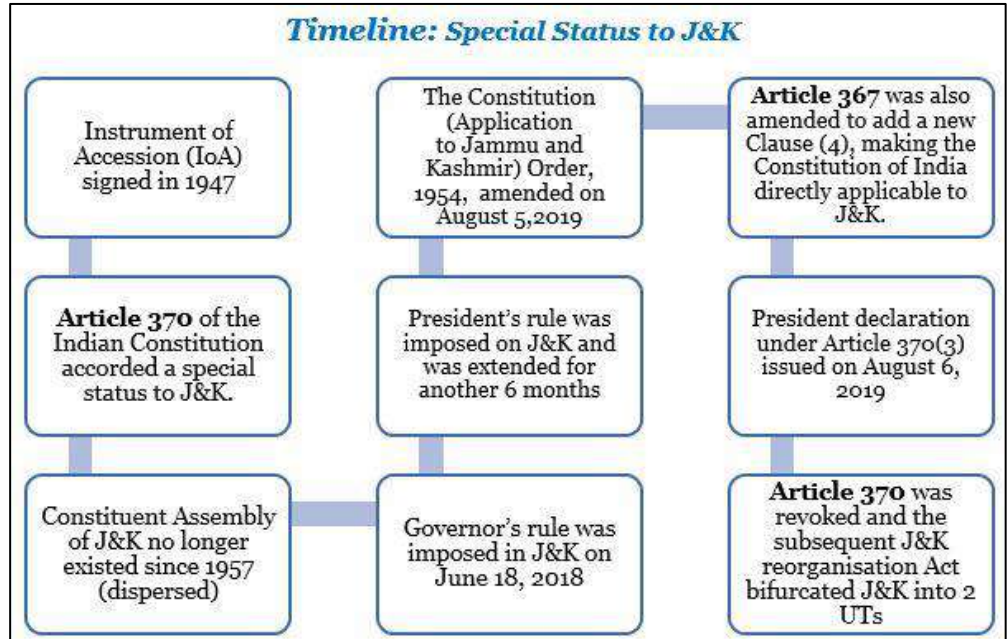 Timeline: Special Status to J&K
Instrument of
Accession (IoA)
signed in 1947
Article 370 of the
Indian Constitution
accorded a special
status to J&K.
Constituent Assembly
of J&K no longer
existed since 1957
(dispersed)
Governor's rule was
imposed in J&K on
June 18, 2018
President's rule was
imposed on J&K and
was extended for
another 6 months
The Constitution
(Application
to Jammu and
Kashmir) Order,
1954,  amended on
August 5,2019
Article 367 was also
amended to add a new
Clause (4), making the
Constitution of India
directly applicable to
J&K.
President declaration
under Article 370(3)
issued on August 6,
2019
Article 370 was
revoked and the
subsequent J&K
reorganisation Act
bifurcated J&K into 2
UTs